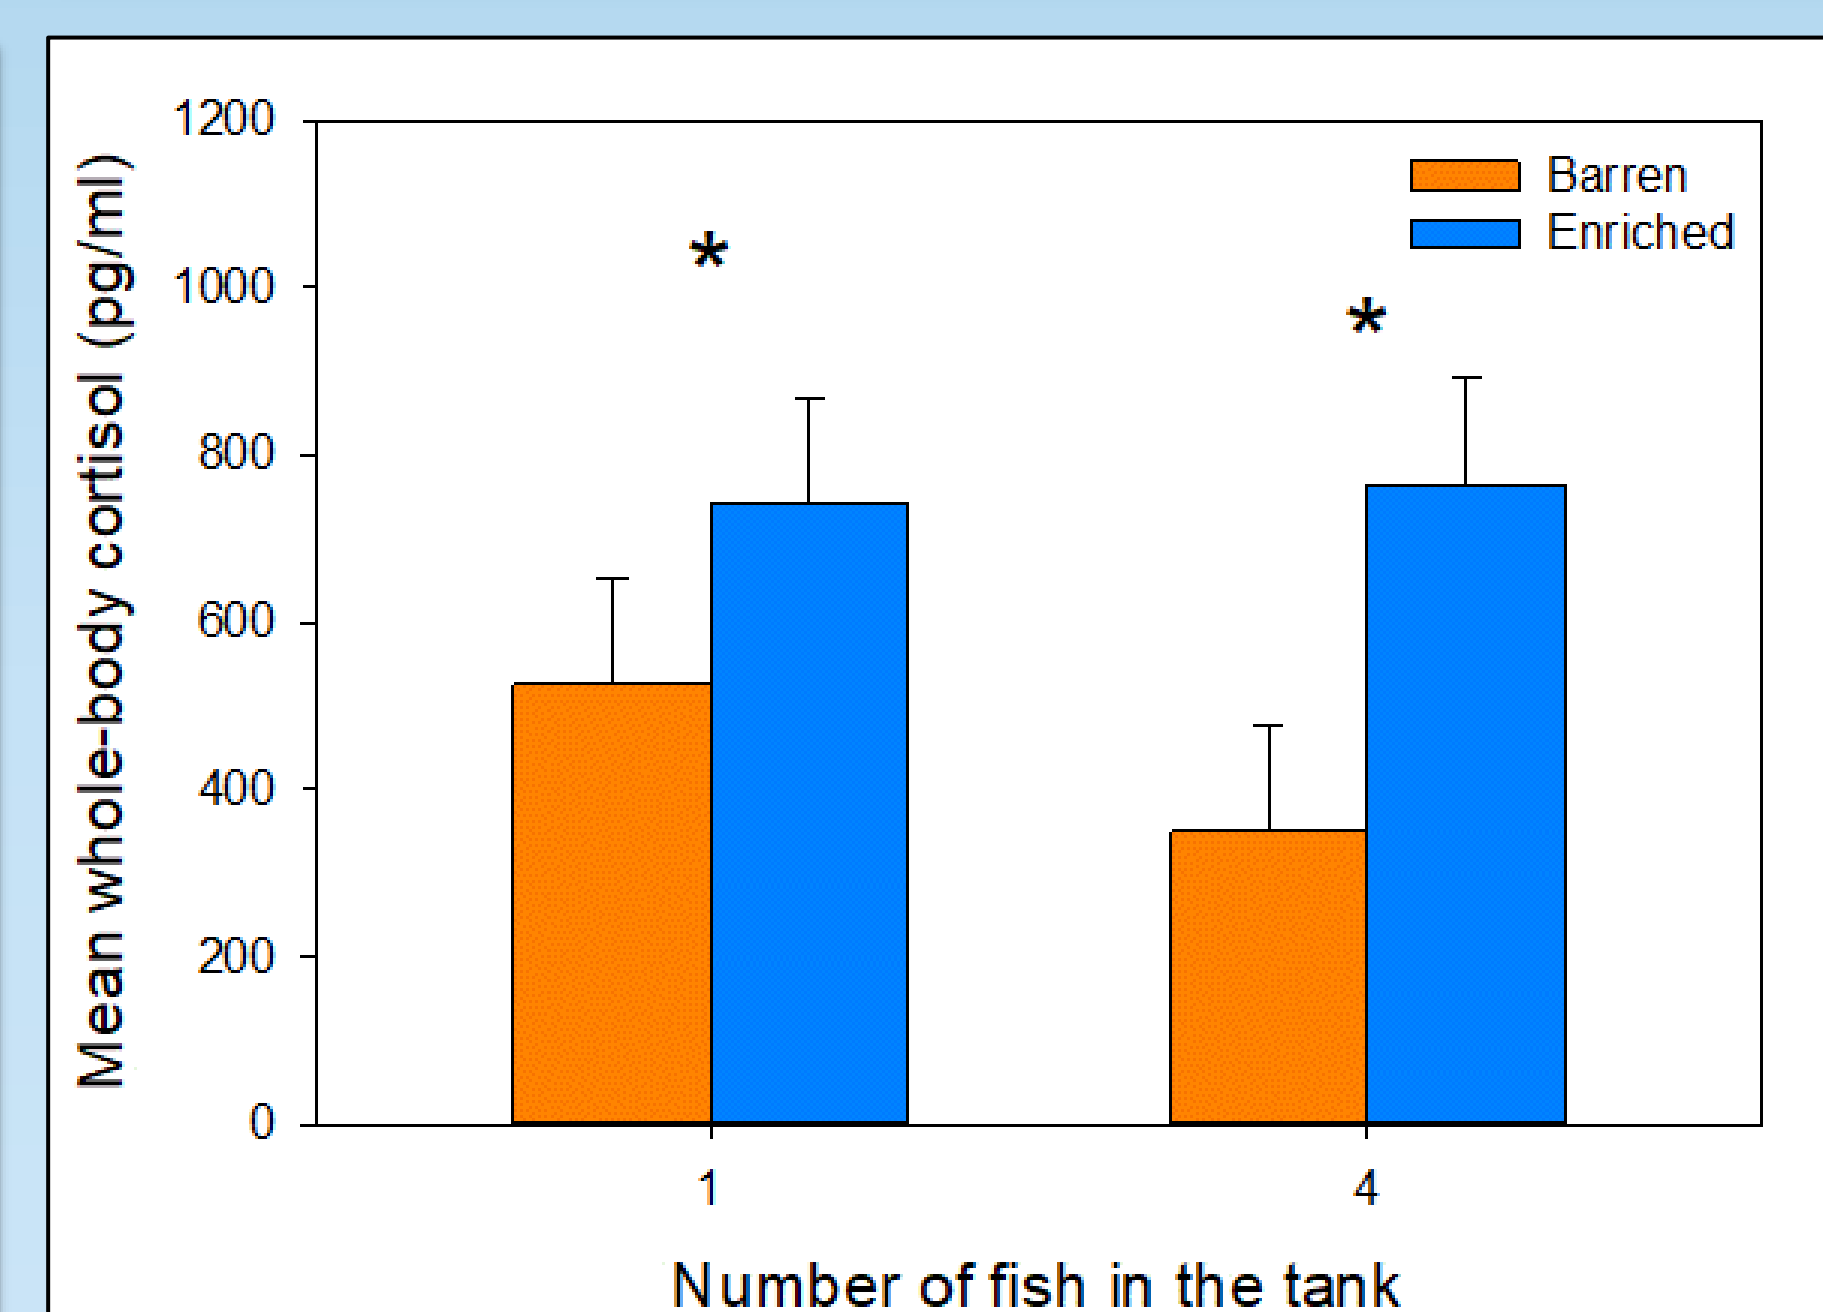 1200
1000
800
600
400
200
0
Mean whole-body cortisol (pg/ml)
Barren
Enriched
*
*
1
4
Number of fish in the tank